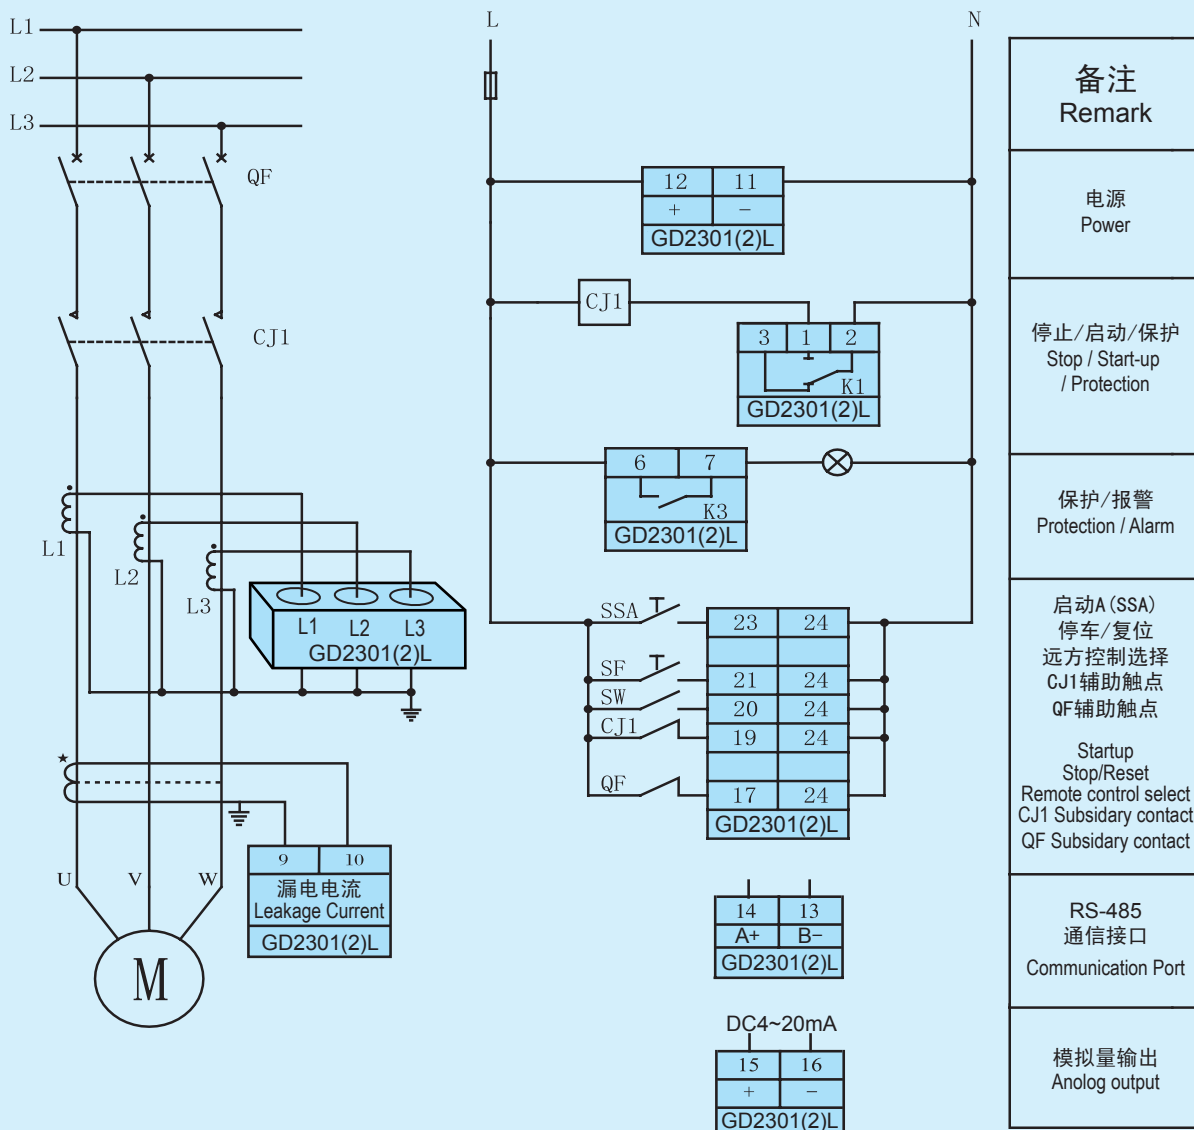 L1
L2
L3
QF
CJ1
L1
L2
L3
L1 L2 L3
GD2301(2)L
★
9 10
漏电电流
Leakage Current
GD2301(2)L
U V W
M
L N
12 11
+ −
GD2301(2)L
CJ1
3 1 2
K1
GD2301(2)L
6 7
K3
GD2301(2)L
SSA 23 24
SF 21 24
SW 20 24
CJ1 19 24
QF 17 24
GD2301(2)L
14 13
A+ B−
GD2301(2)L
DC4~20mA
15 16
+ −
GD2301(2)L
备注
Remark
电源
Power
停止/启动/保护
Stop / Start-up
/ Protection
保护/报警
Protection / Alarm
启动A(SSA)
停车/复位
远方控制选择
CJ1辅助触点
QF辅助触点
Startup
Stop/Reset
Remote control select
CJ1 Subsidary contact
QF Subsidary contact
RS-485
通信接口
Communication Port
模拟量输出
Anolog output